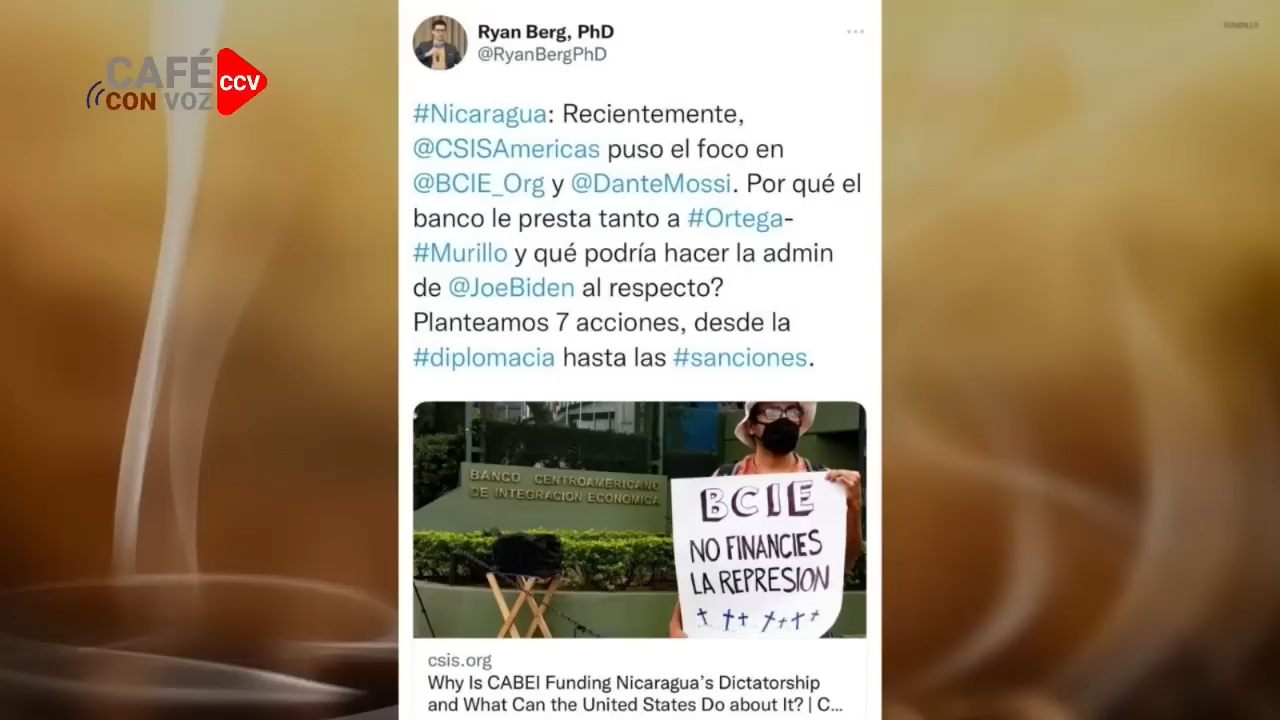 CAFÉ
CON VOZ
CCV
Ryan Berg, PhD
@RyanBergPhD
#Nicaragua: Recientemente,
@CSISAmericas puso el foco en
@BCIE_Org y @DanteMossi. Por qué el
banco le presta tanto a #Ortega-
#Murillo y qué podría hacer la admin
de @JoeBiden al respecto?
Planteamos 7 acciones, desde la
#diplomacia hasta las #sanciones.
BANCO CENTROAMERICANO
DE INTEGRACION ECONOMICA
BCIE
NO FINANCIES
LA REPRESION
csis.org
Why Is CABEI Funding Nicaragua's Dictatorship
and What Can the United States Do about It? | C...